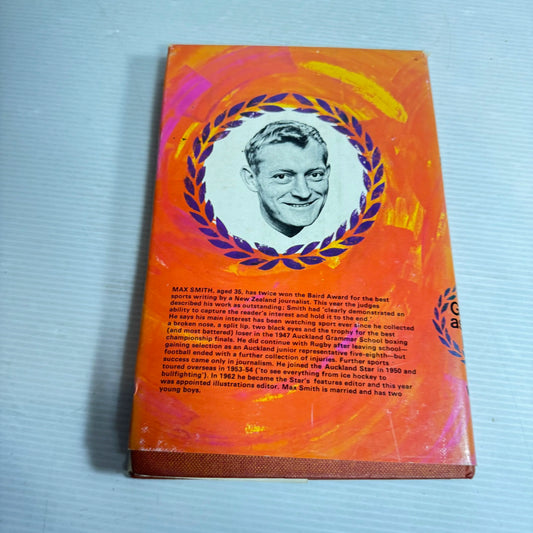 MAX SMITH, aged 35, has twice won the Baird Award for the best
sports writing by a New Zealand journalist. This year the judges
described his work as outstanding; Smith had 'clearly demonstrated an
ability to capture the reader's interest and hold it to the end.'
He says his main interest has been watching sport ever since he collected
a broken nose, a split lip, two black eyes and the trophy for the best
(and most battered) loser in the 1947 Auckland Grammar School boxing
championship finals. He did continue with Rugby after leaving school—
gaining selection as an Auckland junior representative five-eighth—but
football ended with a further collection of injuries. Further sports
success came only in journalism. He joined the Auckland Star in 1950 and
toured overseas in 1953-54 ('to see everything from ice hockey to
bullfighting'). In 1962 he became the Star's features editor and this year
was appointed illustrations editor. Max Smith is married and has two
young boys.